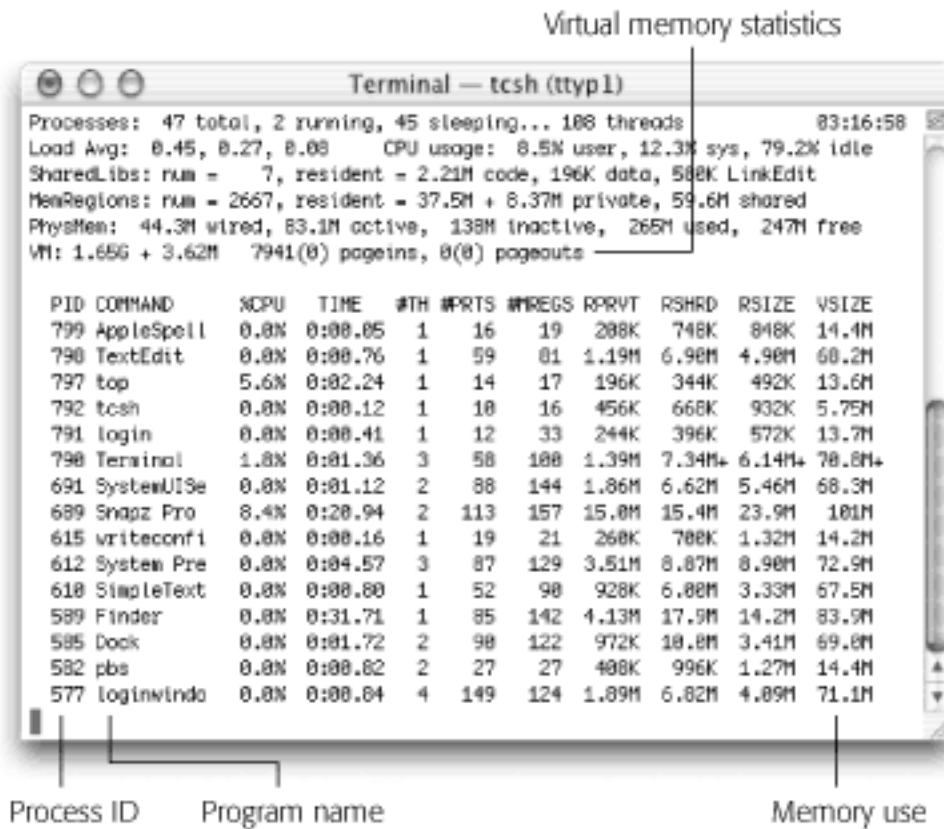 Virtual memory statistics
Terminal — tcsh (ttyp1)
Processes: 47 total, 2 running, 45 sleeping... 108 threads 03:16:58
Load Avg: 0.45, 0.27, 0.08 CPU usage: 8.5% user, 12.3% sys, 79.2% idle
SharedLibs: num = 7, resident = 2.21M code, 196K data, 580K LinkEdit
MemRegions: num = 2667, resident = 37.5M + 8.37M private, 59.6M shared
PhysMem: 44.3M wired, 83.1M active, 138M inactive, 265M used, 247M free
VM: 1.65G + 3.62M 7941(0) pageins, 0(0) pageouts
PID COMMAND %CPU TIME #TH #PRTS #MREGS RPRVT RSHRD RSIZE VSIZE
799 AppleSpell 0.0% 0:00.05 1 16 19 208K 748K 848K 14.4M
798 TextEdit 0.0% 0:00.76 1 59 81 1.19M 6.90M 4.90M 68.2M
797 top 5.6% 0:02.24 1 14 17 196K 344K 492K 13.6M
792 tcsh 0.0% 0:00.12 1 10 16 456K 668K 932K 5.75M
791 login 0.0% 0:00.41 1 12 33 244K 396K 572K 13.7M
790 Terminal 1.8% 0:01.36 3 58 100 1.39M 7.34M+ 6.14M+ 70.8M+
691 SystemUISe 0.0% 0:01.12 2 88 144 1.86M 6.62M 5.46M 68.3M
689 Snapz Pro 8.4% 0:20.94 2 113 157 15.0M 15.4M 23.9M 101M
615 writeconfi 0.0% 0:00.16 1 19 21 260K 700K 1.32M 14.2M
612 System Pre 0.0% 0:04.57 3 87 129 3.51M 8.87M 8.90M 72.9M
610 SimpleText 0.0% 0:00.80 1 52 90 928K 6.00M 3.33M 67.5M
589 Finder 0.0% 0:31.71 1 85 142 4.13M 17.9M 14.2M 83.9M
585 Dock 0.0% 0:01.72 2 90 122 972K 10.0M 3.41M 69.0M
582 pbs 0.0% 0:00.82 2 27 27 408K 996K 1.27M 14.4M
577 loginwindo 0.0% 0:00.84 4 149 124 1.89M 6.82M 4.09M 71.1M
Process ID Program name Memory use